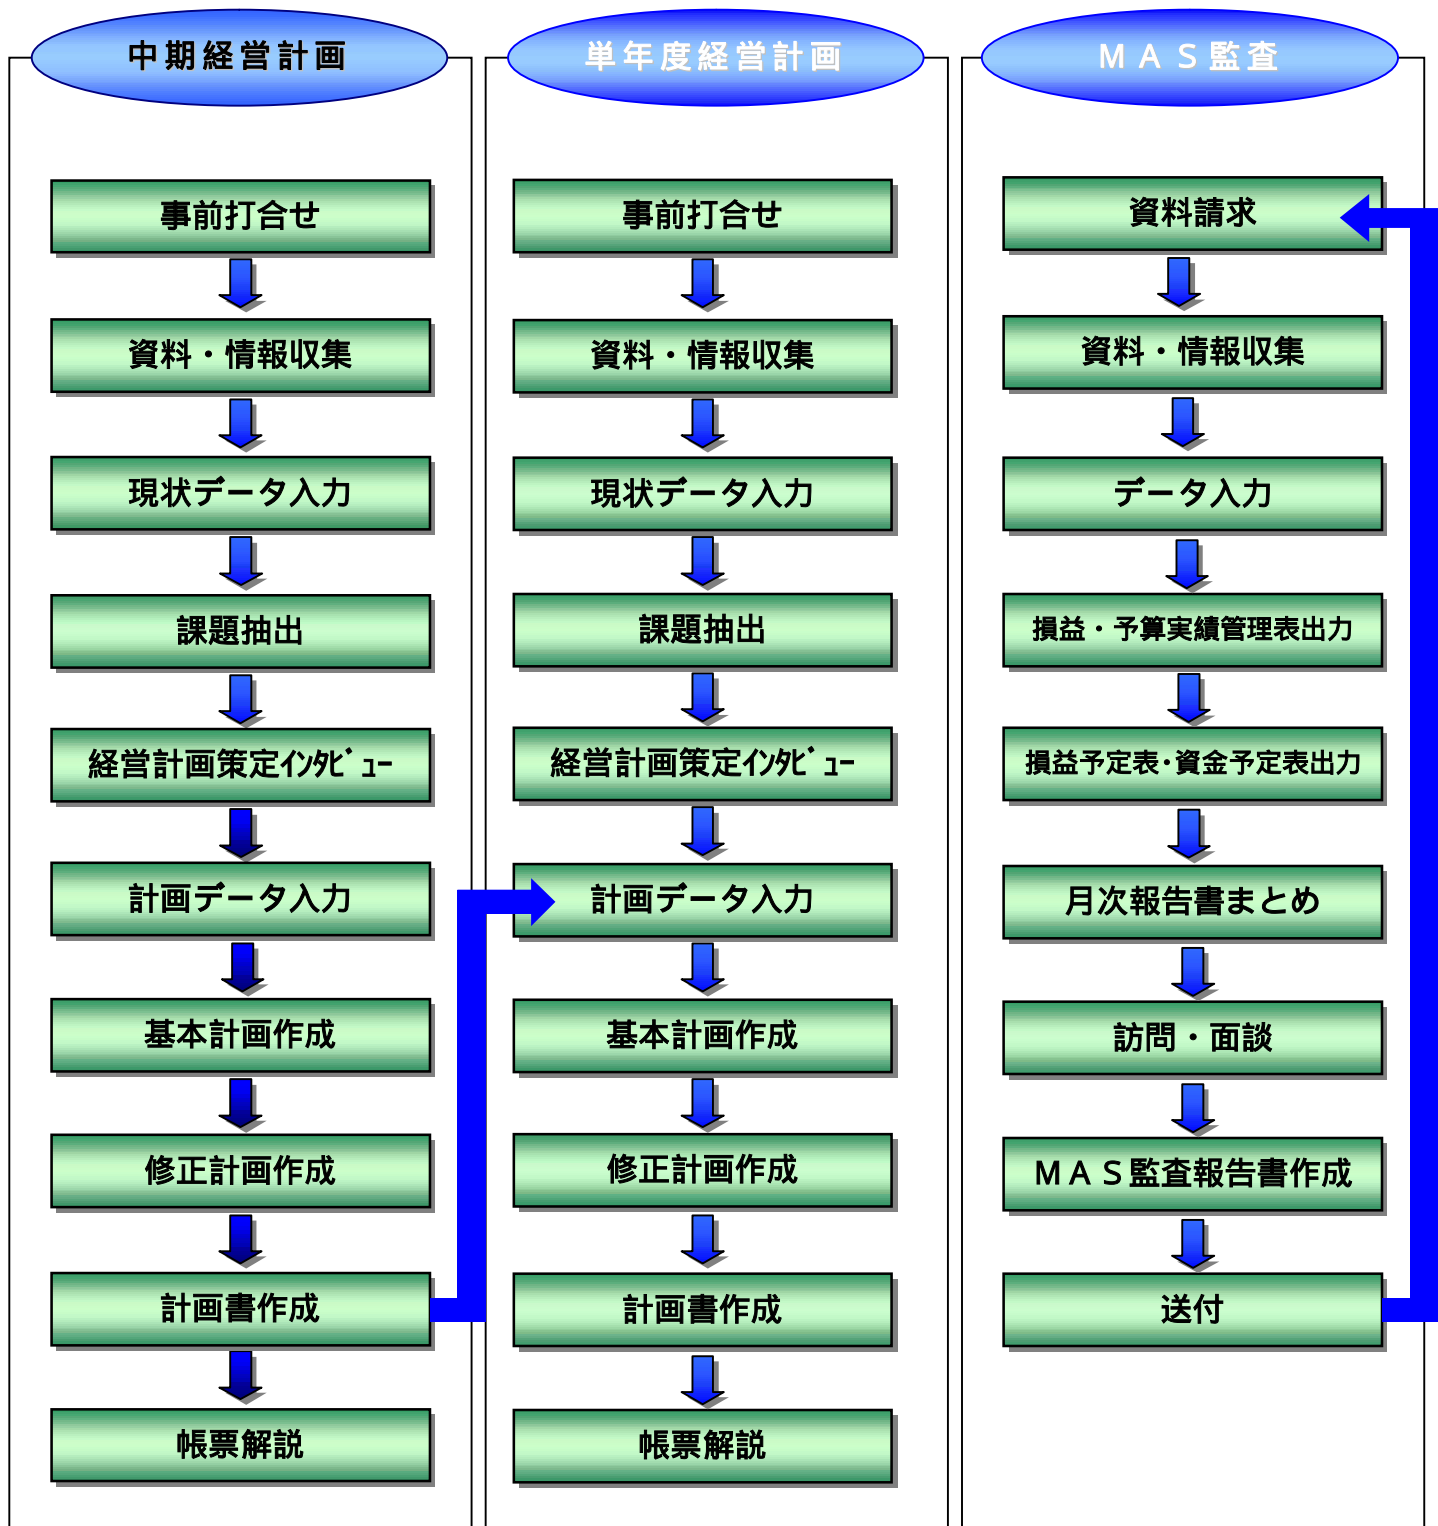 中期経営計画
事前打合せ
資料・情報収集
現状データ入力
課題抽出
経営計画策定ｲﾝﾀﾋﾞｭｰ
計画データ入力
基本計画作成
修正計画作成
計画書作成
帳票解説
単年度経営計画
事前打合せ
資料・情報収集
現状データ入力
課題抽出
経営計画策定ｲﾝﾀﾋﾞｭｰ
計画データ入力
基本計画作成
修正計画作成
計画書作成
帳票解説
ＭＡＳ監査
資料請求
資料・情報収集
データ入力
損益・予算実績管理表出力
損益予定表･資金予定表出力
月次報告書まとめ
訪問・面談
ＭＡＳ監査報告書作成
送付